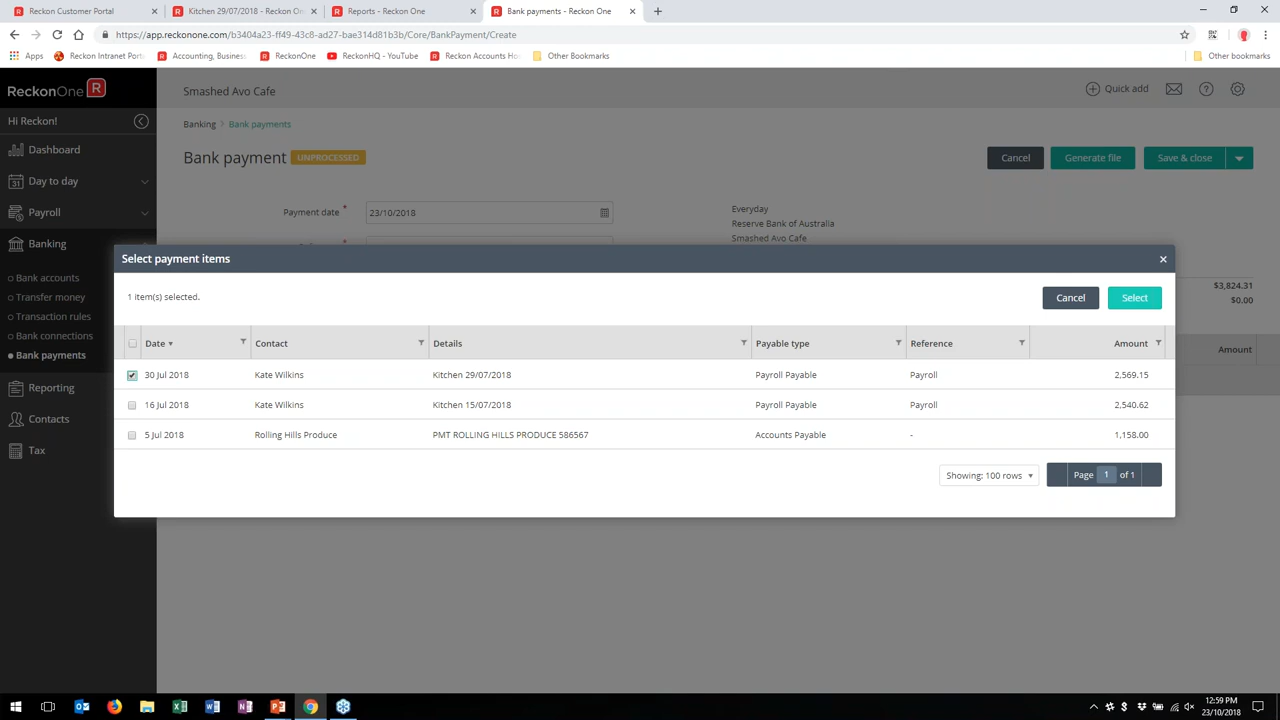 Reckon Customer Portal
Kitchen 29/07/2018 - Reckon On
Reports - Reckon One
Bank payments - Reckon One
https://app.reckonone.com/b3404a23-ff49-43c8-ad27-bae314d81b3b/Core/BankPayment/Create
Apps
Reckon Intranet Port
Accounting, Business
ReckonOne
ReckonHQ - YouTube
Reckon Accounts Ho
Other Bookmarks
Other bookmarks
ReckonOne R
Smashed Avo Cafe
Quick add
Hi Reckon!
Banking > Bank payments
Dashboard
Bank payment UNPROCESSED
Cancel
Generate file
Save & close
Day to day
Payroll
Payment date *
23/10/2018
Everyday
Reserve Bank of Australia
Smashed Avo Cafe
Banking
Bank accounts
Transfer money
Transaction rules
Bank connections
Bank payments
Reporting
Contacts
Tax
$3,824.31
$0.00
Amount
Select payment items
1 item(s) selected.
Cancel
Select
Date Contact Details Payable type Reference Amount
30 Jul 2018 Kate Wilkins Kitchen 29/07/2018 Payroll Payable Payroll 2,569.15
16 Jul 2018 Kate Wilkins Kitchen 15/07/2018 Payroll Payable Payroll 2,540.62
5 Jul 2018 Rolling Hills Produce PMT ROLLING HILLS PRODUCE 586567 Accounts Payable - 1,158.00
Showing: 100 rows
Page 1 of 1
12:59 PM
23/10/2018